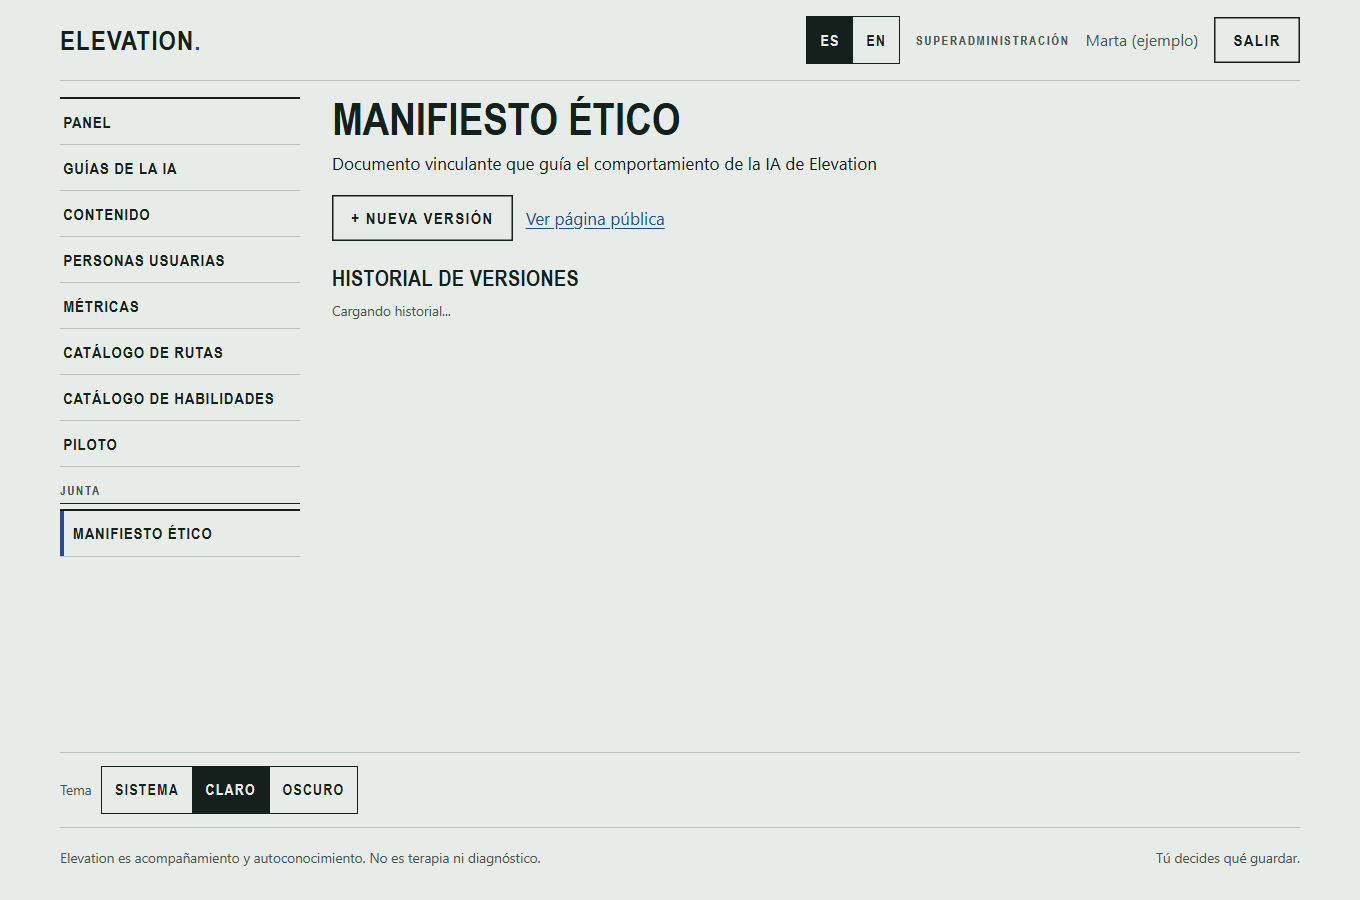 ELEVATION.
ES EN SUPERADMINISTRACIÓN Marta (ejemplo) SALIR
PANEL
GUÍAS DE LA IA
CONTENIDO
PERSONAS USUARIAS
MÉTRICAS
CATÁLOGO DE RUTAS
CATÁLOGO DE HABILIDADES
PILOTO
JUNTA
MANIFIESTO ÉTICO
MANIFIESTO ÉTICO
Documento vinculante que guía el comportamiento de la IA de Elevation
+ NUEVA VERSIÓN Ver página pública
HISTORIAL DE VERSIONES
Cargando historial...
Tema SISTEMA CLARO OSCURO
Elevation es acompañamiento y autoconocimiento. No es terapia ni diagnóstico.
Tú decides qué guardar.